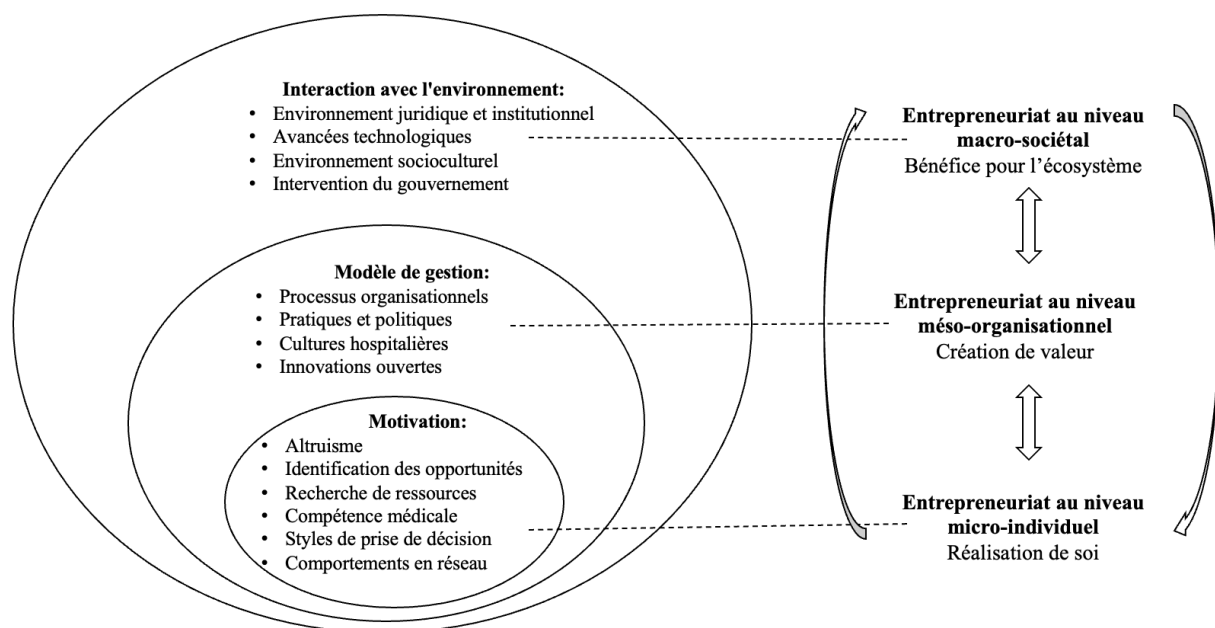 Interaction avec l'environnement:
• Environnement juridique et institutionnel
• Avancées technologiques
• Environnement socioculturel
• Intervention du gouvernement
Modèle de gestion:
• Processus organisationnels
• Pratiques et politiques
• Cultures hospitalières
• Innovations ouvertes
Motivation:
• Altruisme
• Identification des opportunités
• Recherche de ressources
• Compétence médicale
• Styles de prise de décision
• Comportements en réseau
Entrepreneuriat au niveau
macro-sociétal
Bénéfice pour l’écosystème
Entrepreneuriat au niveau
méso-organisationnel
Création de valeur
Entrepreneuriat au niveau
micro-individuel
Réalisation de soi